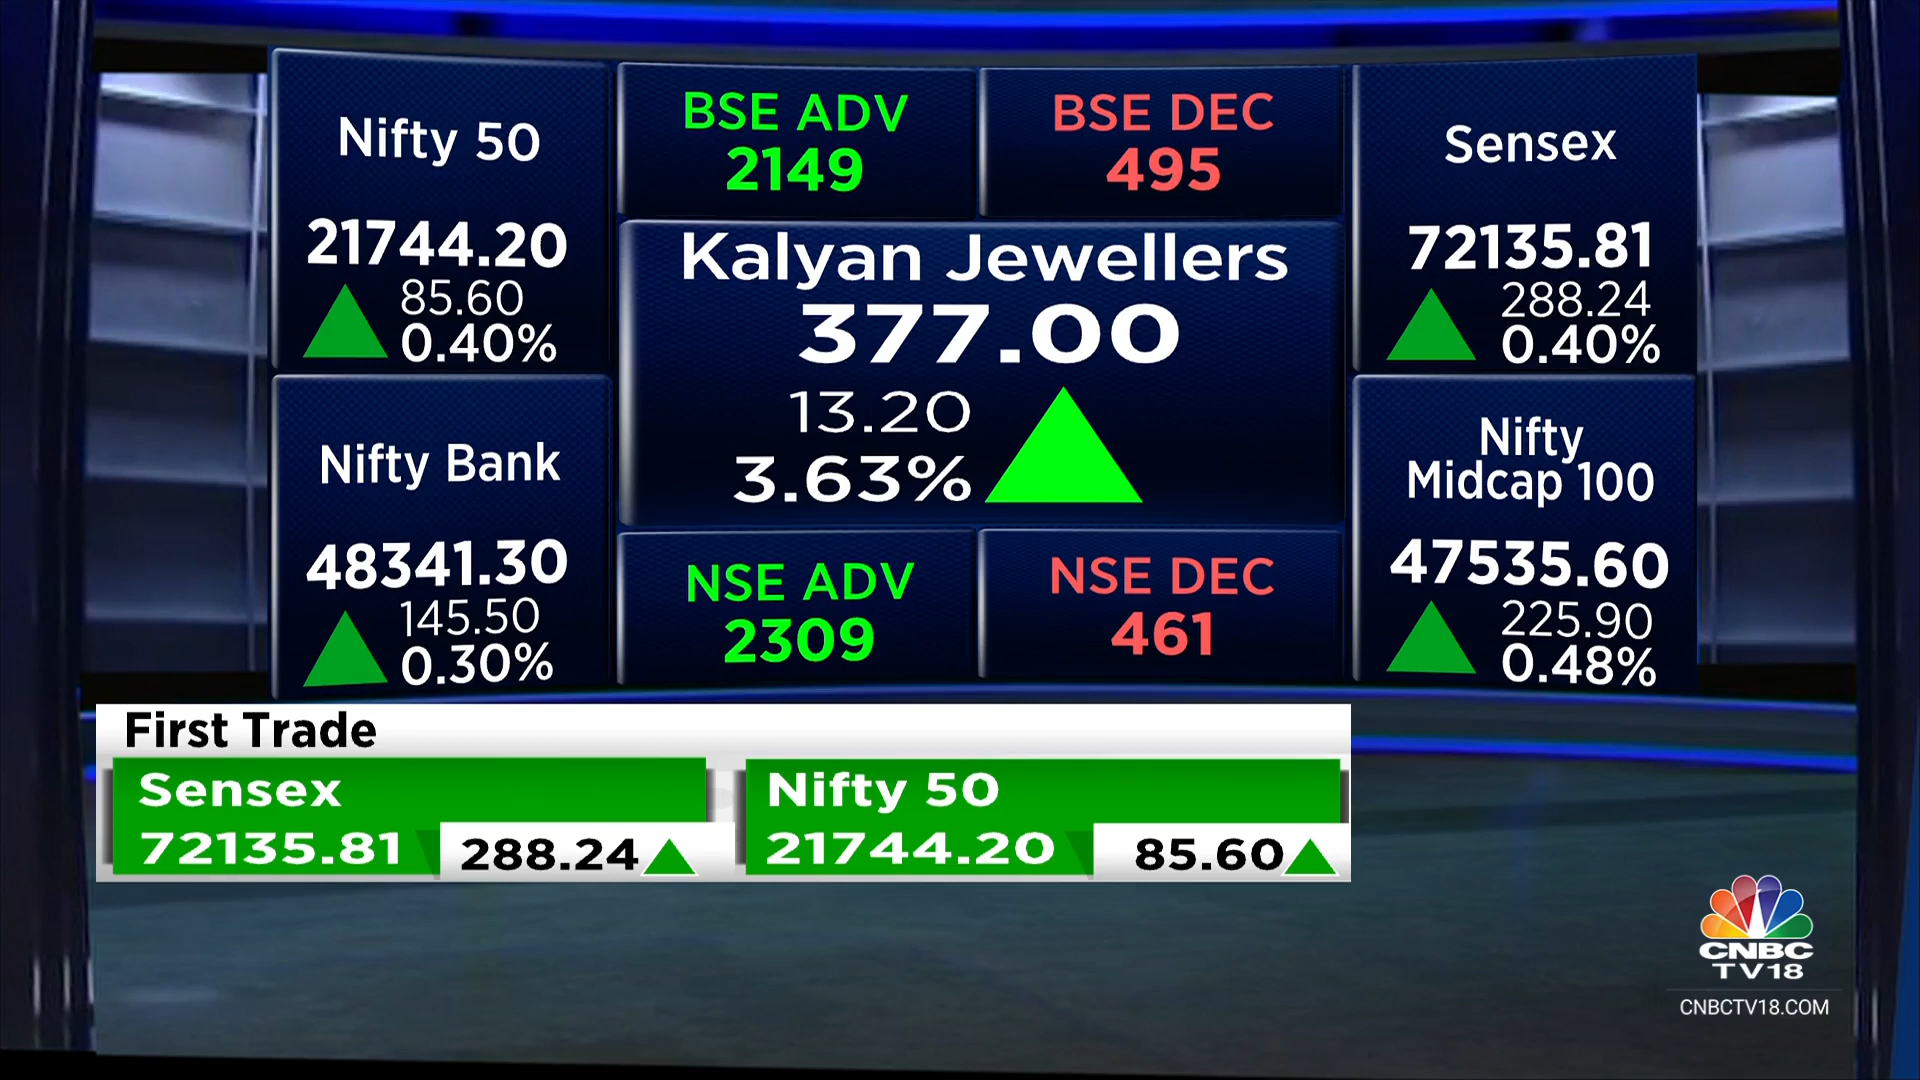 Nifty 50
21744.20
85.60
0.40%
BSE ADV
2149
BSE DEC
495
Sensex
72135.81
288.24
0.40%
Kalyan Jewellers
377.00
13.20
3.63%
Nifty Bank
48341.30
145.50
0.30%
NSE ADV
2309
NSE DEC
461
Nifty
Midcap 100
47535.60
225.90
0.48%
First Trade
Sensex
72135.81 288.24
Nifty 50
21744.20 85.60
CNBC
TV18
CNBCTV18.COM